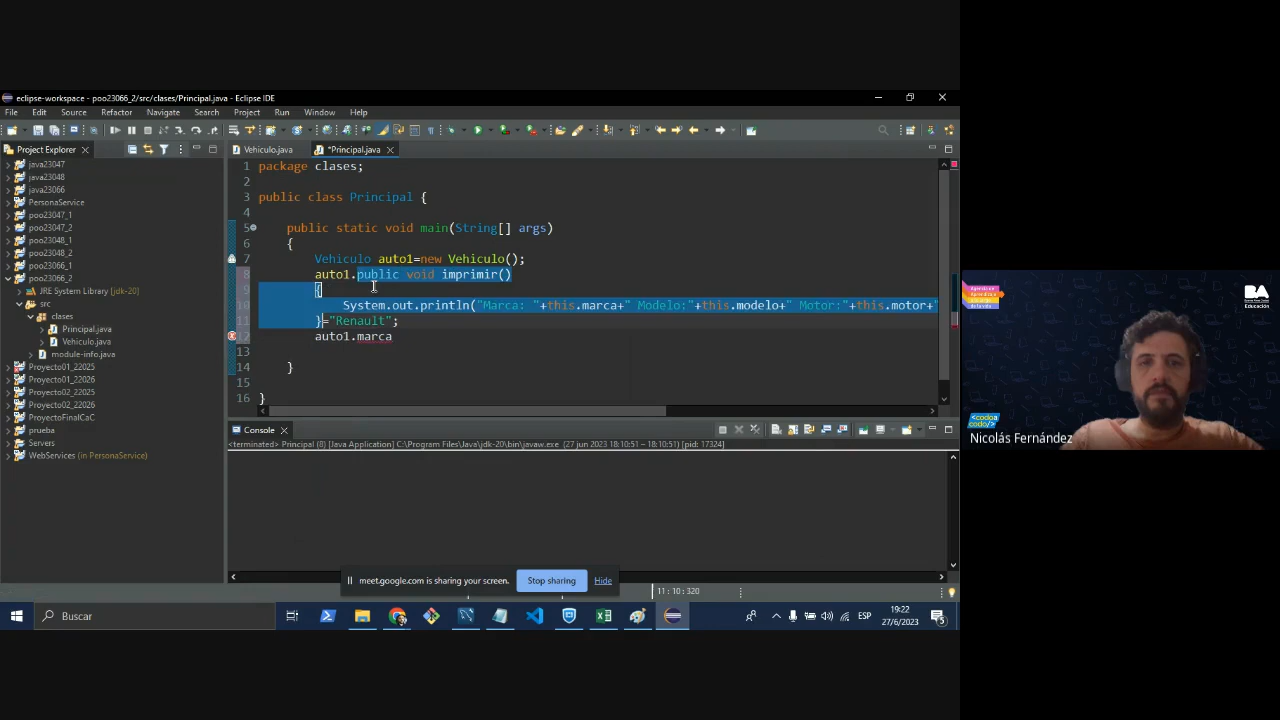 eclipse-workspace - poo23066_2/src/clases/Principal.java - Eclipse IDE
File Edit Source Refactor Navigate Search Project Run Window Help
Project Explorer
Vehiculo.java
*Principal.java
java23047
java23048
java23066
PersonaService
poo23047_1
poo23047_2
poo23048_1
poo23048_2
poo23066_1
poo23066_2
JRE System Library [jdk-20]
src
clases
Principal.java
Vehiculo.java
module-info.java
Proyecto01_22025
Proyecto01_22026
Proyecto02_22025
Proyecto02_22026
ProyectoFinalCaC
prueba
Servers
WebServices (in PersonaService)
1 package clases;
2
3 public class Principal {
4
5 public static void main(String[] args)
6 {
7 Vehiculo auto1=new Vehiculo();
8 auto1.public void imprimir()
9 {
10 System.out.println("Marca: "+this.marca+" Modelo:"+this.modelo+" Motor:"+this.motor+"
11 }="Renault";
12 auto1.marca
13
14 }
15
16 }
Console
<terminated> Principal (8) [Java Application] C:\Program Files\Java\jdk-20\bin\javaw.exe (27 jun 2023 18:10:51 – 18:10:51) [pid: 17324]
meet.google.com is sharing your screen. Stop sharing Hide
11 : 10 : 320
Buscar
ESP
19:22
27/6/2023
5
BA
<codoa
codo/>
Nicolás Fernández